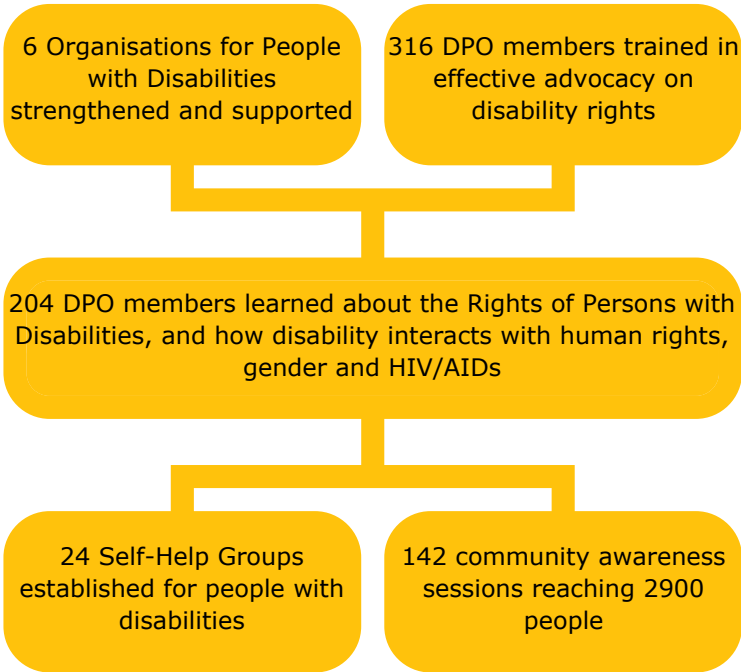 6 Organisations for People
with Disabilities
strengthened and supported
316 DPO members trained in
effective advocacy on
disability rights
204 DPO members learned about the Rights of Persons with
Disabilities, and how disability interacts with human rights,
gender and HIV/AIDs
24 Self-Help Groups
established for people with
disabilities
142 community awareness
sessions reaching 2900
people